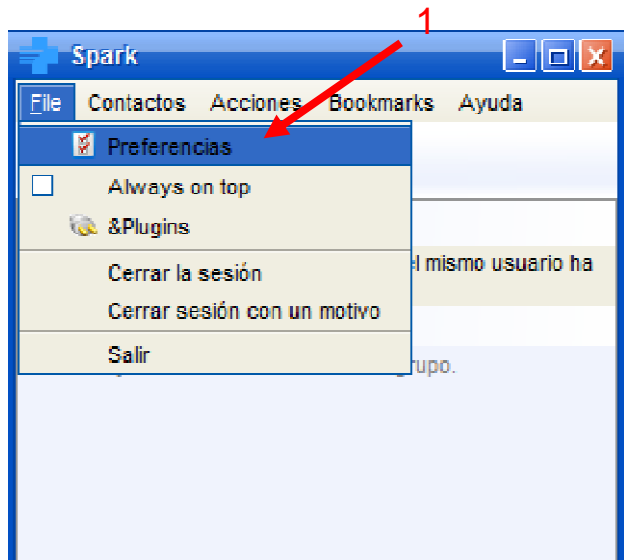 1
Spark
File Contactos Acciones Bookmarks Ayuda
Preferencias
Always on top
&Plugins
Cerrar la sesión
l mismo usuario ha
Cerrar sesión con un motivo
Salir
rupo.